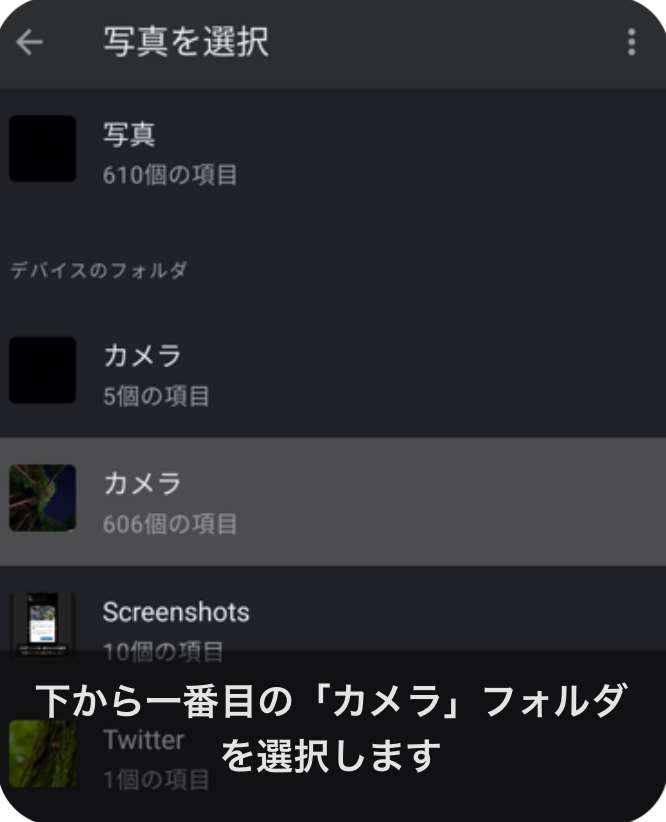 写真を選択
写真
610個の項目
デバイスのフォルダ
カメラ
5個の項目
カメラ
606個の項目
Screenshots
10個の項目
下から一番目の「カメラ」フォルダ
Twitter
を選択します
1個の項目